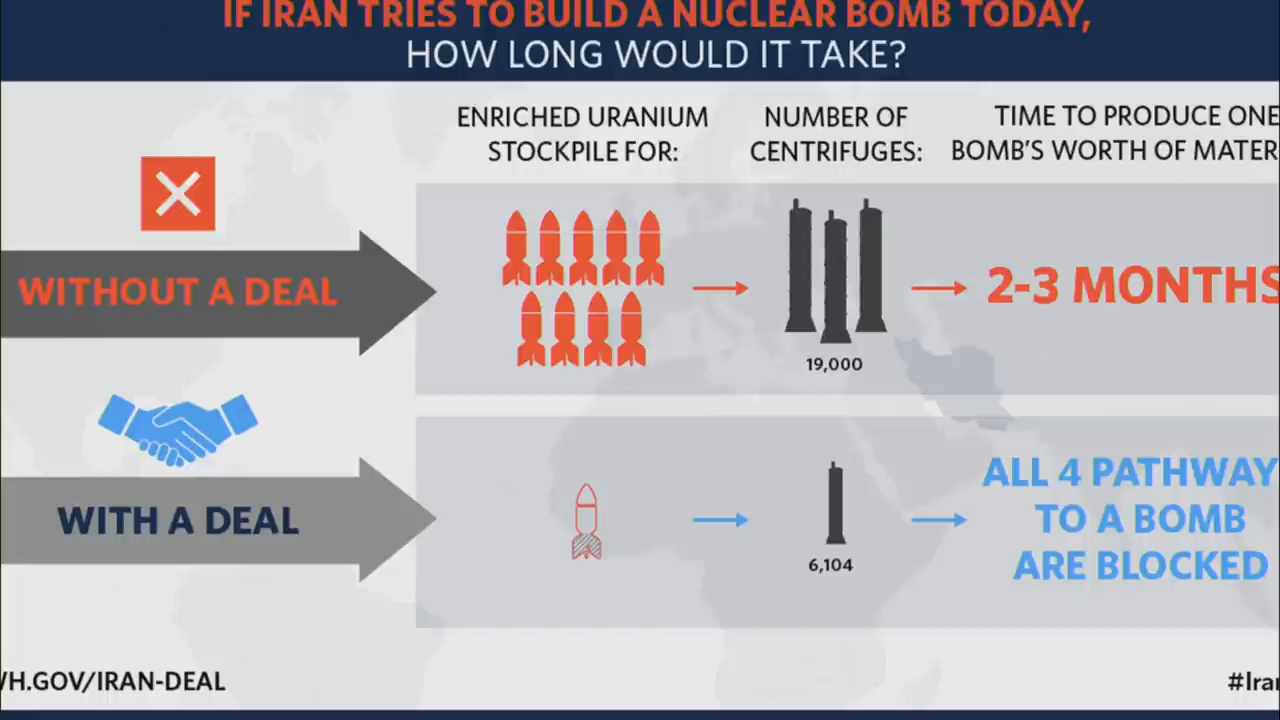 IF IRAN TRIES TO BUILD A NUCLEAR BOMB TODAY,
HOW LONG WOULD IT TAKE?
ENRICHED URANIUM
STOCKPILE FOR:
NUMBER OF
CENTRIFUGES:
TIME TO PRODUCE ONE
BOMB'S WORTH OF MATER
WITHOUT A DEAL
19,000
2-3 MONTHS
WITH A DEAL
6,104
ALL 4 PATHWAY
TO A BOMB
ARE BLOCKED
WH.GOV/IRAN-DEAL
#Iran